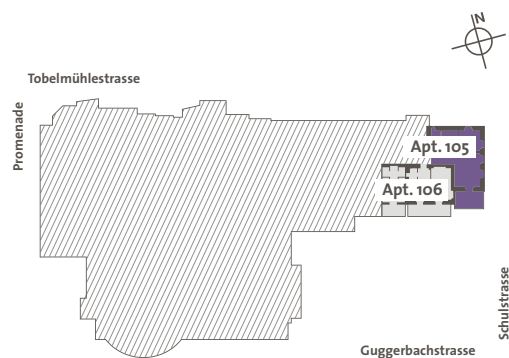 N
Tobelmühlestrasse
Promenade
Apt. 105
Apt. 106
Schulstrasse
Guggerbachstrasse